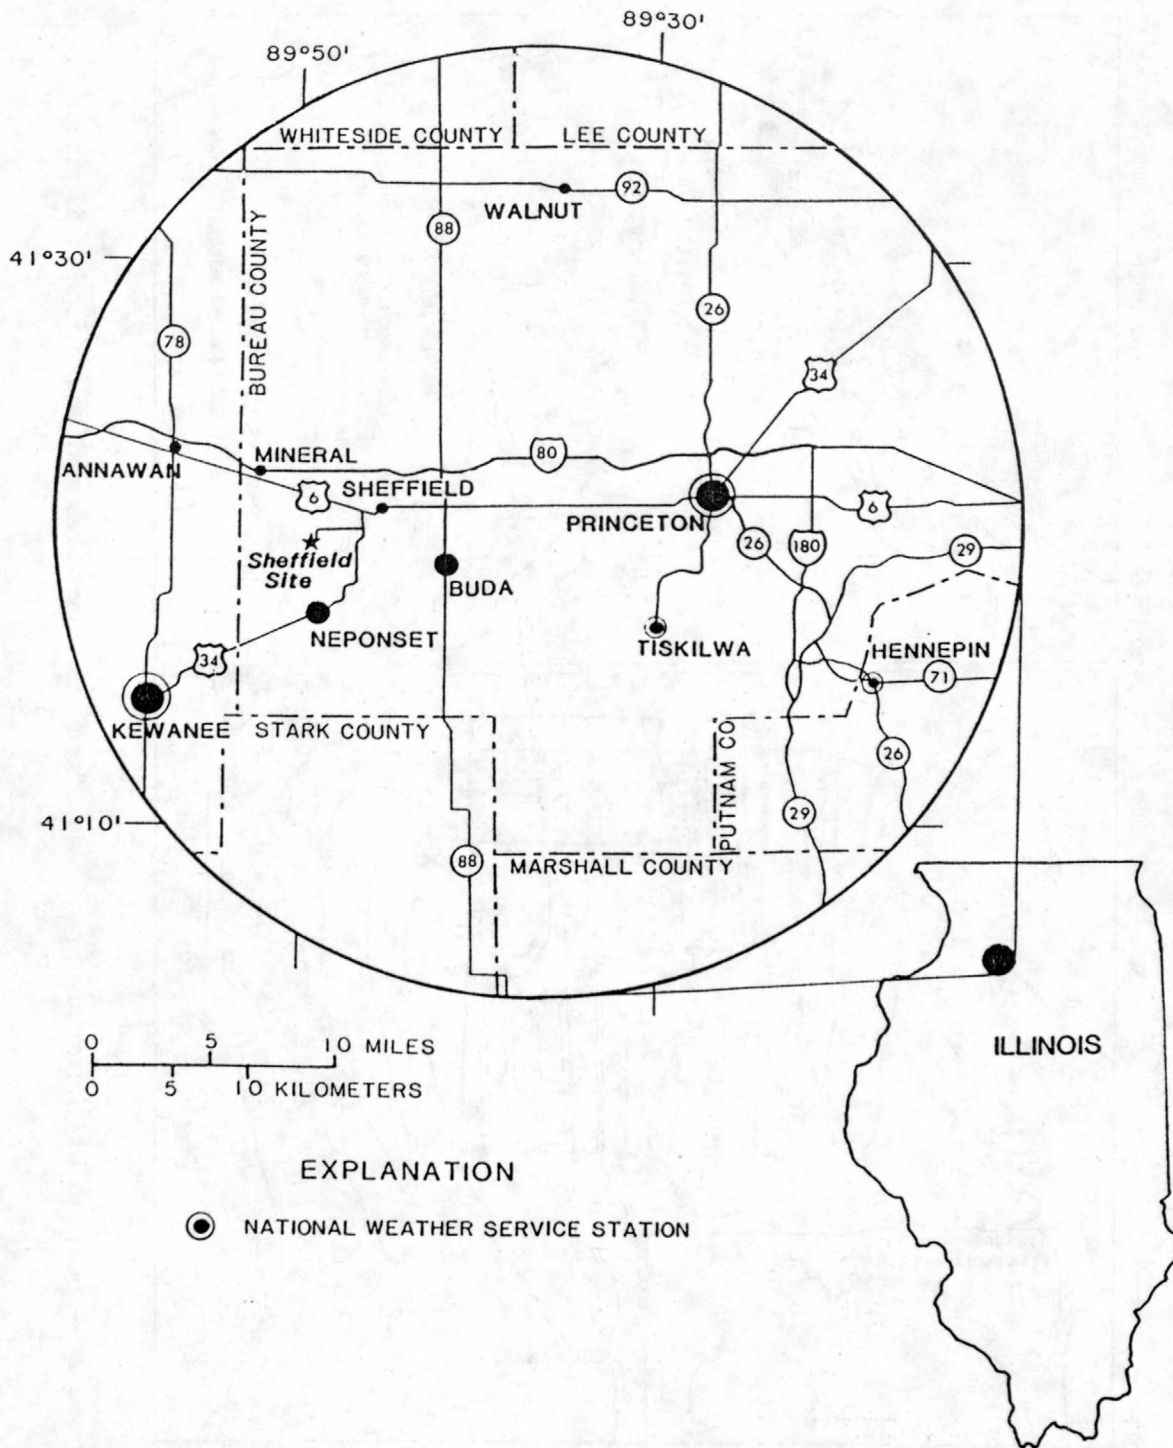 89°30'
89°50'
WHITESIDE COUNTY
LEE COUNTY
92
WALNUT
88
41°30'
BUREAU COUNTY
26
78
34
80
ANNAWAN
MINERAL
6
SHEFFIELD
PRINCETON
6
26
180
29
Sheffield
Site
BUDA
NEPONSET
TISKILWA
HENNEPIN
34
71
KEWANEE
STARK COUNTY
PUTNAM CO.
26
29
41°10'
88
MARSHALL COUNTY
0 5 10 MILES
0 5 10 KILOMETERS
ILLINOIS
EXPLANATION
NATIONAL WEATHER SERVICE STATION